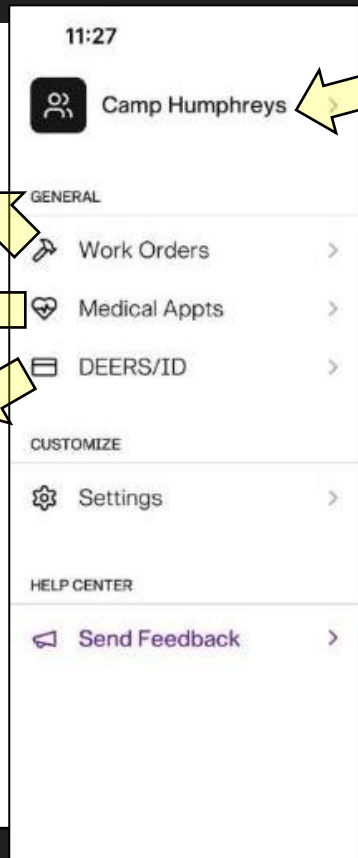 11:27
Camp Humphreys
GENERAL
Work Orders
Medical Appts
DEERS/ID
CUSTOMIZE
Settings
HELP CENTER
Send Feedback